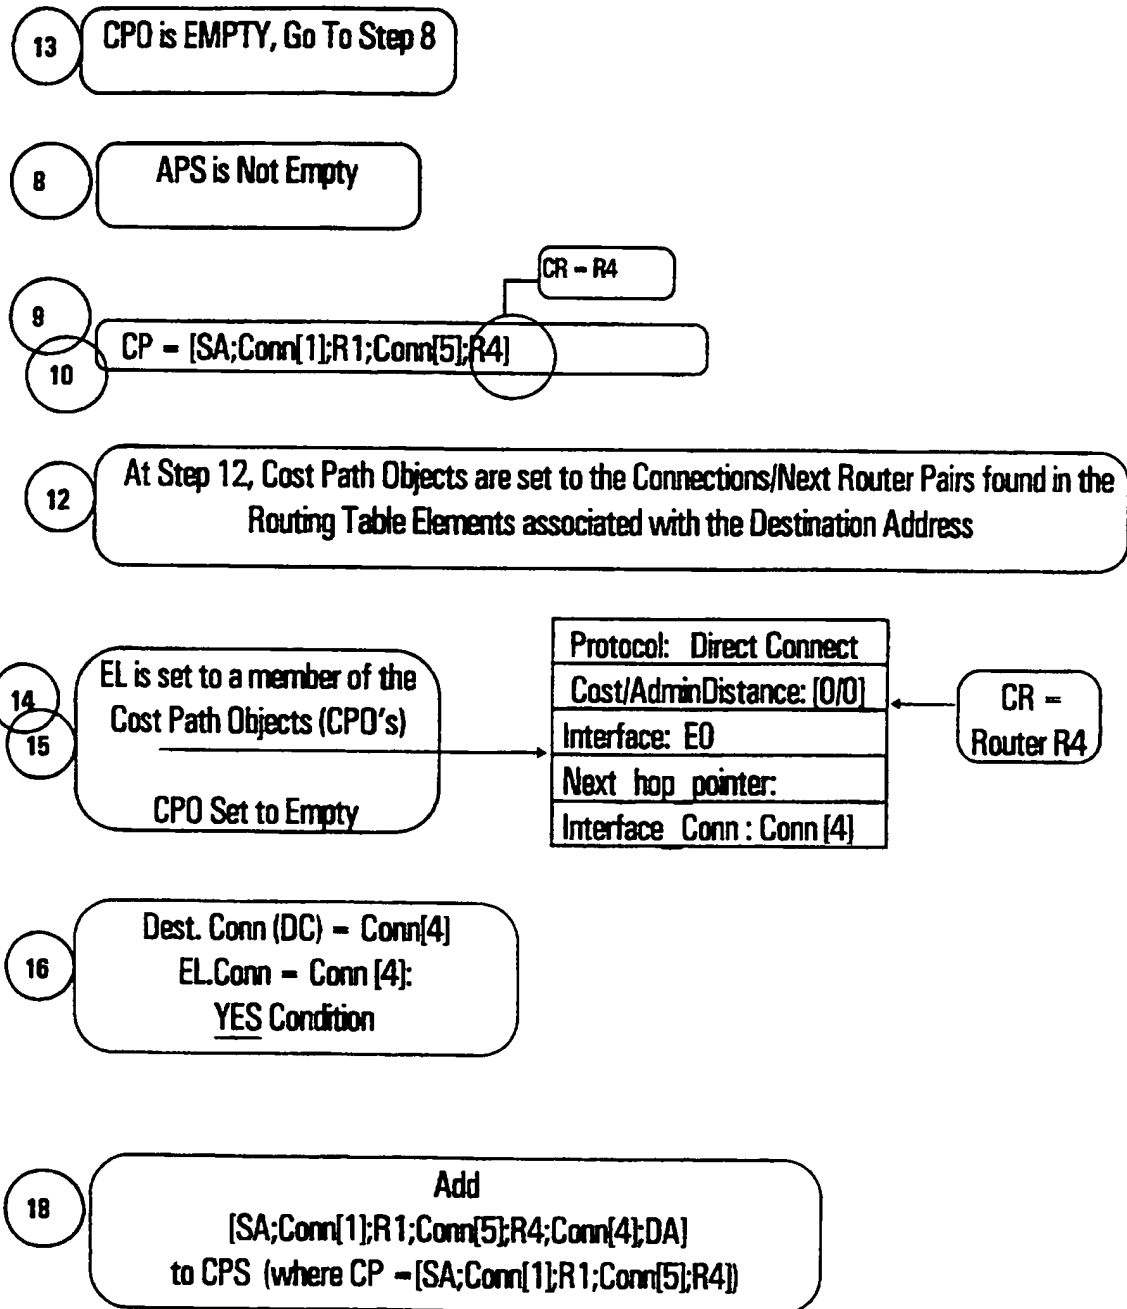 13
CPO is EMPTY, Go To Step 8
8
APS is Not Empty
CR = R4
9
CP = [SA;Conn[1];R1;Conn[5];R4]
10
At Step 12, Cost Path Objects are set to the Connections/Next Router Pairs found in the
12
Routing Table Elements associated with the Destination Address
14
15
EL is set to a member of the
Cost Path Objects (CPO's)
CPO Set to Empty
Protocol: Direct Connect
Cost/AdminDistance: [0/0]
Interface: E0
Next hop pointer:
Interface Conn : Conn [4]
CR =
Router R4
16
Dest. Conn (DC) = Conn[4]
EL.Conn = Conn [4]:
YES Condition
18
Add
[SA;Conn[1];R1;Conn[5];R4;Conn[4];DA]
to CPS (where CP =[SA;Conn[1];R1;Conn[5];R4])